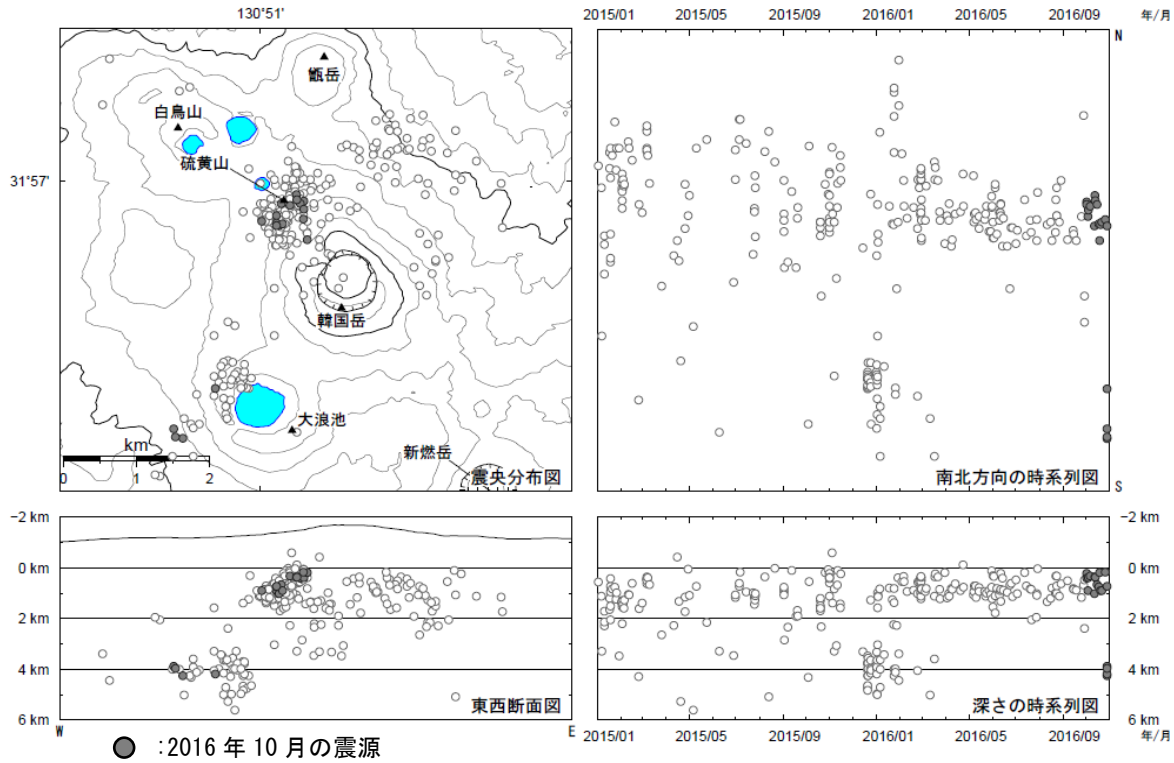 130°51'
2015/01 2015/05 2015/09 2016/01 2016/05 2016/09 年/月
N
甑岳
白鳥山
硫黄山
31°57'
韓国岳
大浪池
新燃岳
km
0 1 2
震央分布図
南北方向の時系列図
S
-2 km
0 km
2 km
4 km
6 km
東西断面図
W
E
-2 km
0 km
2 km
4 km
6 km
深さの時系列図
2015/01 2015/05 2015/09 2016/01 2016/05 2016/09 年/月
:2016 年 10 月の震源